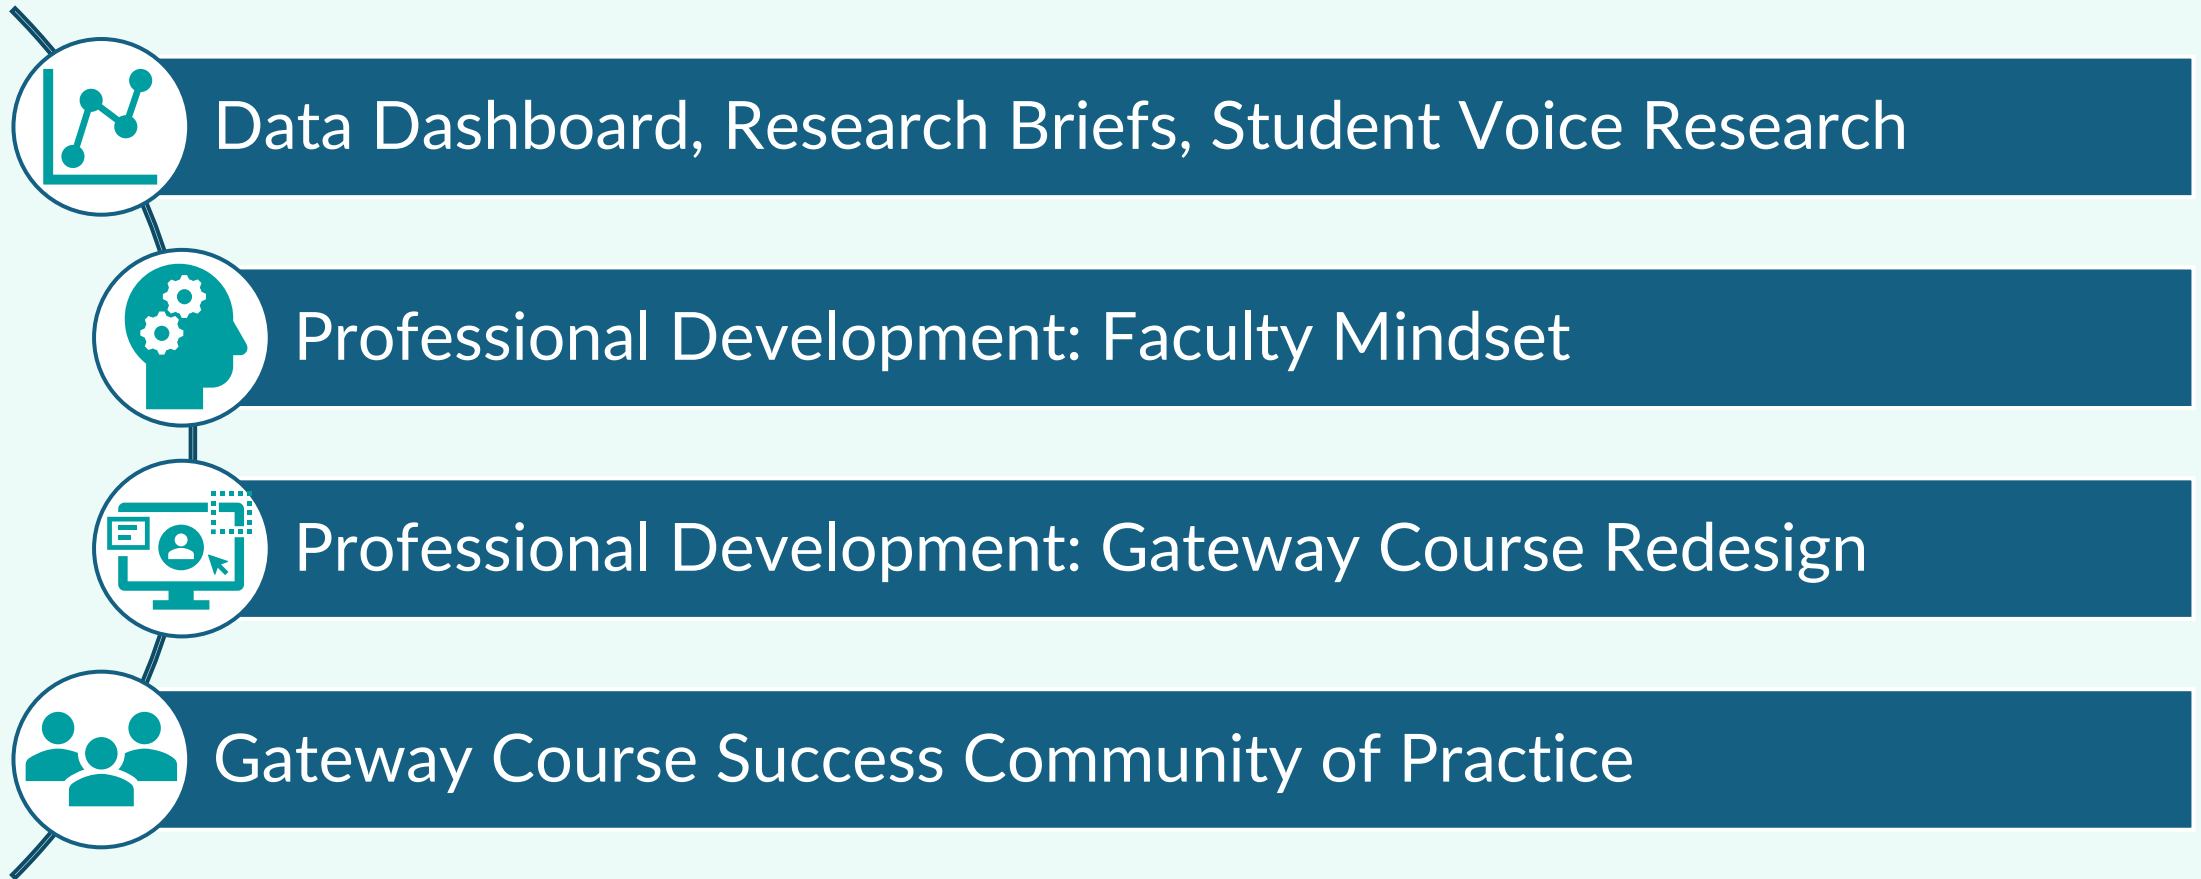 Data Dashboard, Research Briefs, Student Voice Research
Professional Development: Faculty Mindset
Professional Development: Gateway Course Redesign
Gateway Course Success Community of Practice